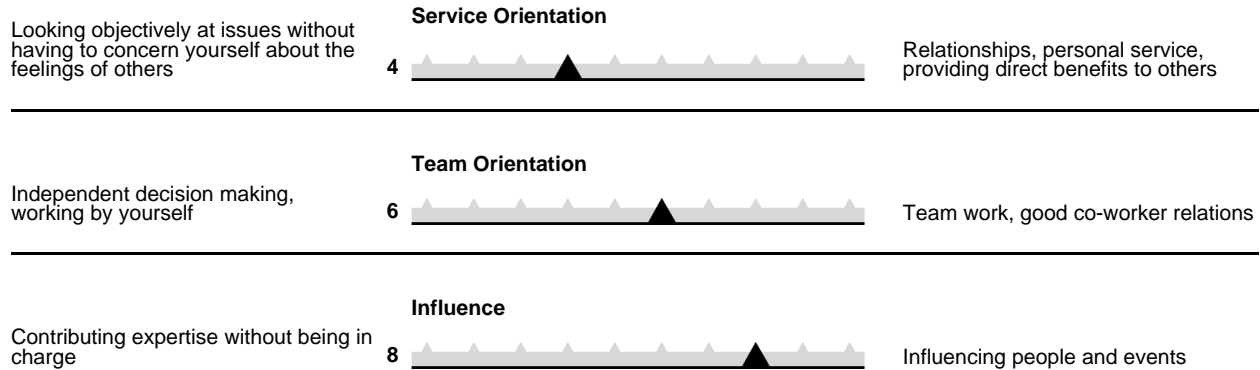 Service Orientation
Looking objectively at issues without
having to concern yourself about the
feelings of others
4
Relationships, personal service,
providing direct benefits to others
Team Orientation
Independent decision making,
working by yourself
6
Team work, good co-worker relations
Influence
Contributing expertise without being in
charge
8
Influencing people and events